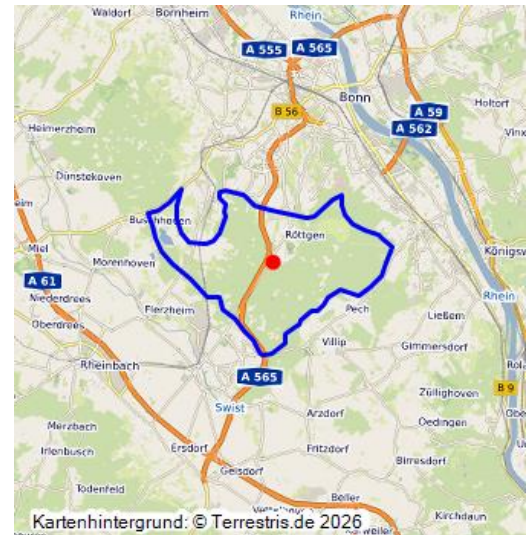 Waldorf
Bornheim
Rhein
A 555
A 565
Bonn
A 59
Holtorf
B 56
A 562
Heimerzheim
Dünstekoven
Buschhoven
Röttgen
Miel
Morenhoven
A 61
Königsw
Niederdrees
Flerzheim
Pech
Rhein
Oberdrees
Ließem
Villip
Gimmersdorf
Rheinbach
A 565
B 9
Züllighoven
Swist
Merzbach
Arzdorf
Oedingen
Irlenbusch
Ersdorf
Fritzdorf
Birresdorf
Gelsdorf
Todenfeld
Beller
Kirchdaun
Kartenhintergrund: © Terrestris.de 2026